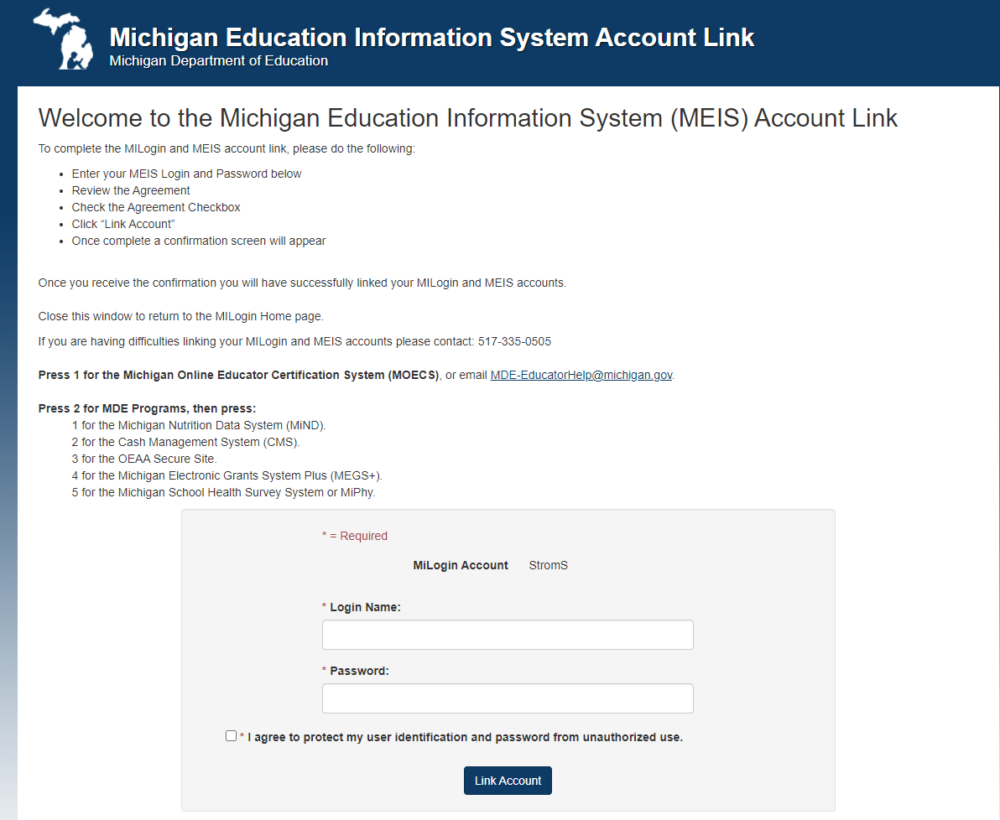 Michigan Education Information System Account Link
Michigan Department of Education
Welcome to the Michigan Education Information System (MEIS) Account Link
To complete the MILogin and MEIS account link, please do the following:
• Enter your MEIS Login and Password below
• Review the Agreement
• Check the Agreement Checkbox
• Click “Link Account”
• Once complete a confirmation screen will appear
Once you receive the confirmation you will have successfully linked your MILogin and MEIS accounts.
Close this window to return to the MILogin Home page.
If you are having difficulties linking your MILogin and MEIS accounts please contact: 517-335-0505
Press 1 for the Michigan Online Educator Certification System (MOECS), or email MDE-EducatorHelp@michigan.gov.
Press 2 for MDE Programs, then press:
1 for the Michigan Nutrition Data System (MiND).
2 for the Cash Management System (CMS).
3 for the OEAA Secure Site.
4 for the Michigan Electronic Grants System Plus (MEGS+).
5 for the Michigan School Health Survey System or MiPhy.
* = Required
MiLogin Account StromS
* Login Name:
* Password:
* I agree to protect my user identification and password from unauthorized use.
Link Account